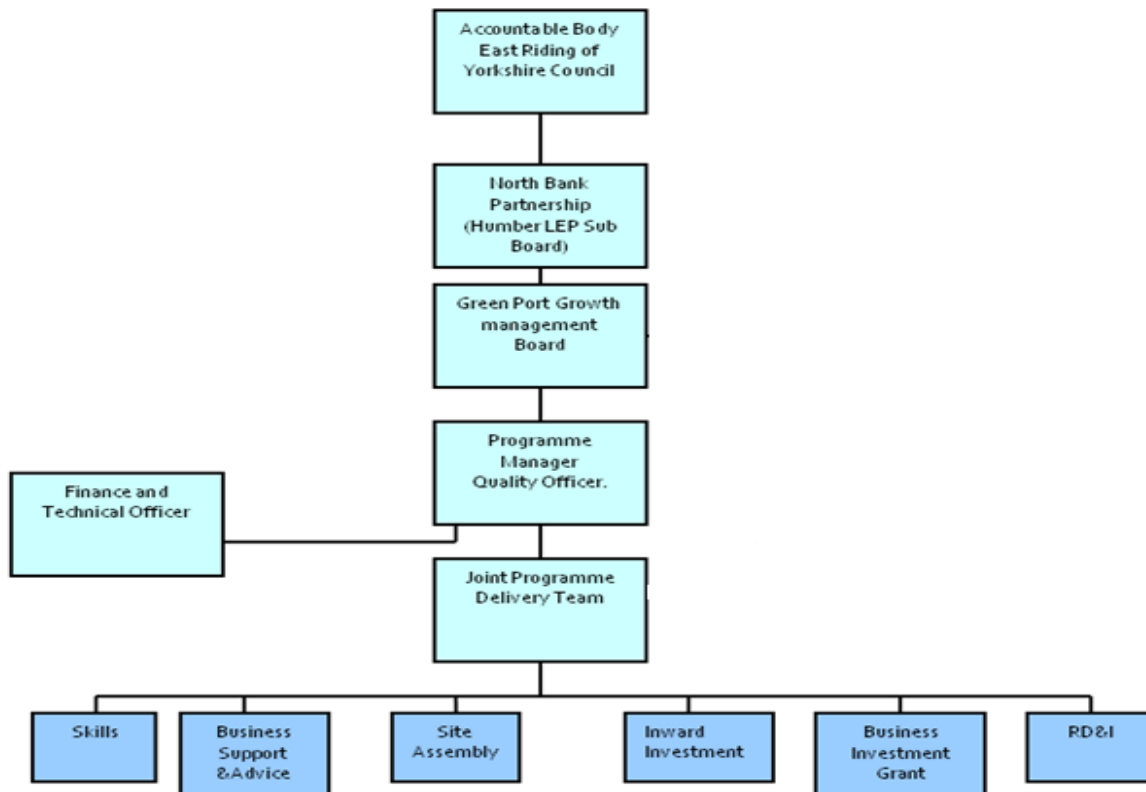 Accountable Body
East Riding of
Yorkshire Council
North Bank
Partnership
(Humber LEP Sub
Board)
Green Port Growth
management
Board
Programme
Manager
Quality Officer.
Finance and
Technical Officer
Joint Programme
Delivery Team
Skills
Business
Support
&Advice
Site
Assembly
Inward
Investment
Business
Investment
Grant
RD&I